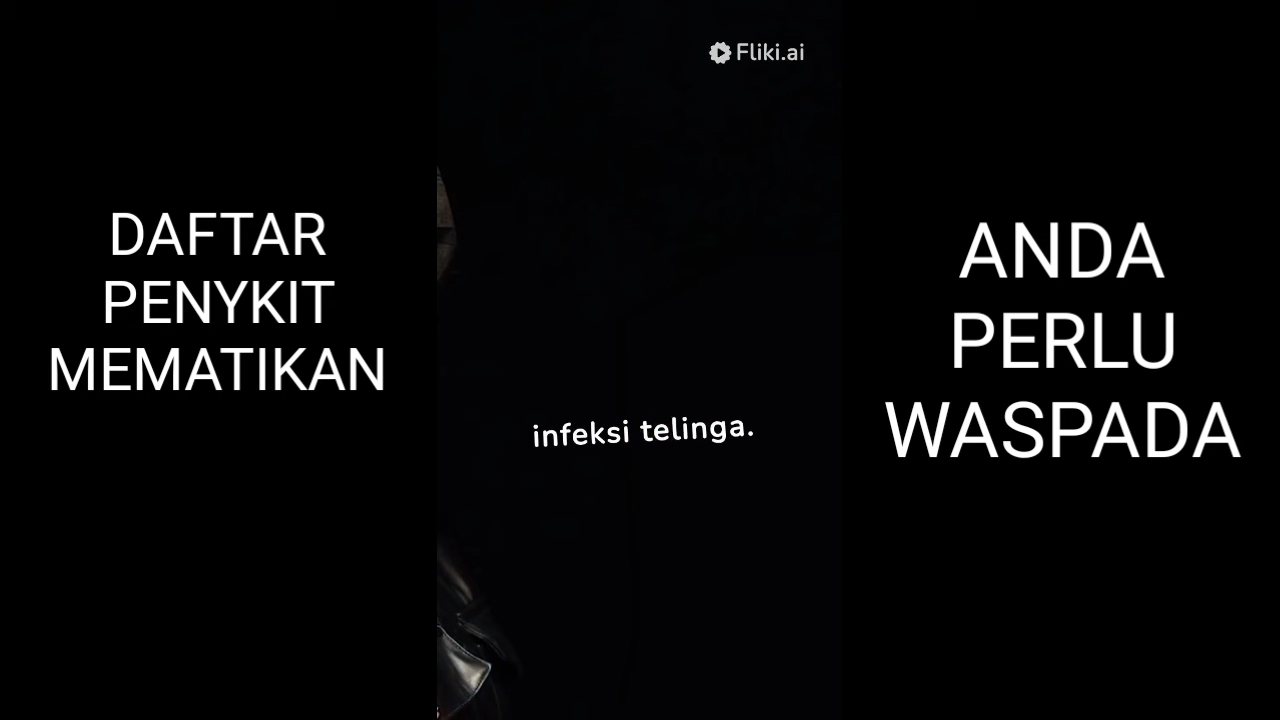 Fliki.ai
DAFTAR
PENYKIT
MEMATIKAN
infeksi telinga.
ANDA
PERLU
WASPADA